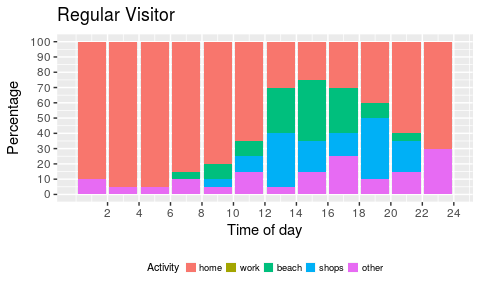 Regular Visitor
Percentage
100
90
80
70
60
50
40
30
20
10
0
2 4 6 8 10 12 14 16 18 20 22 24
Time of day
Activity home work beach shops other